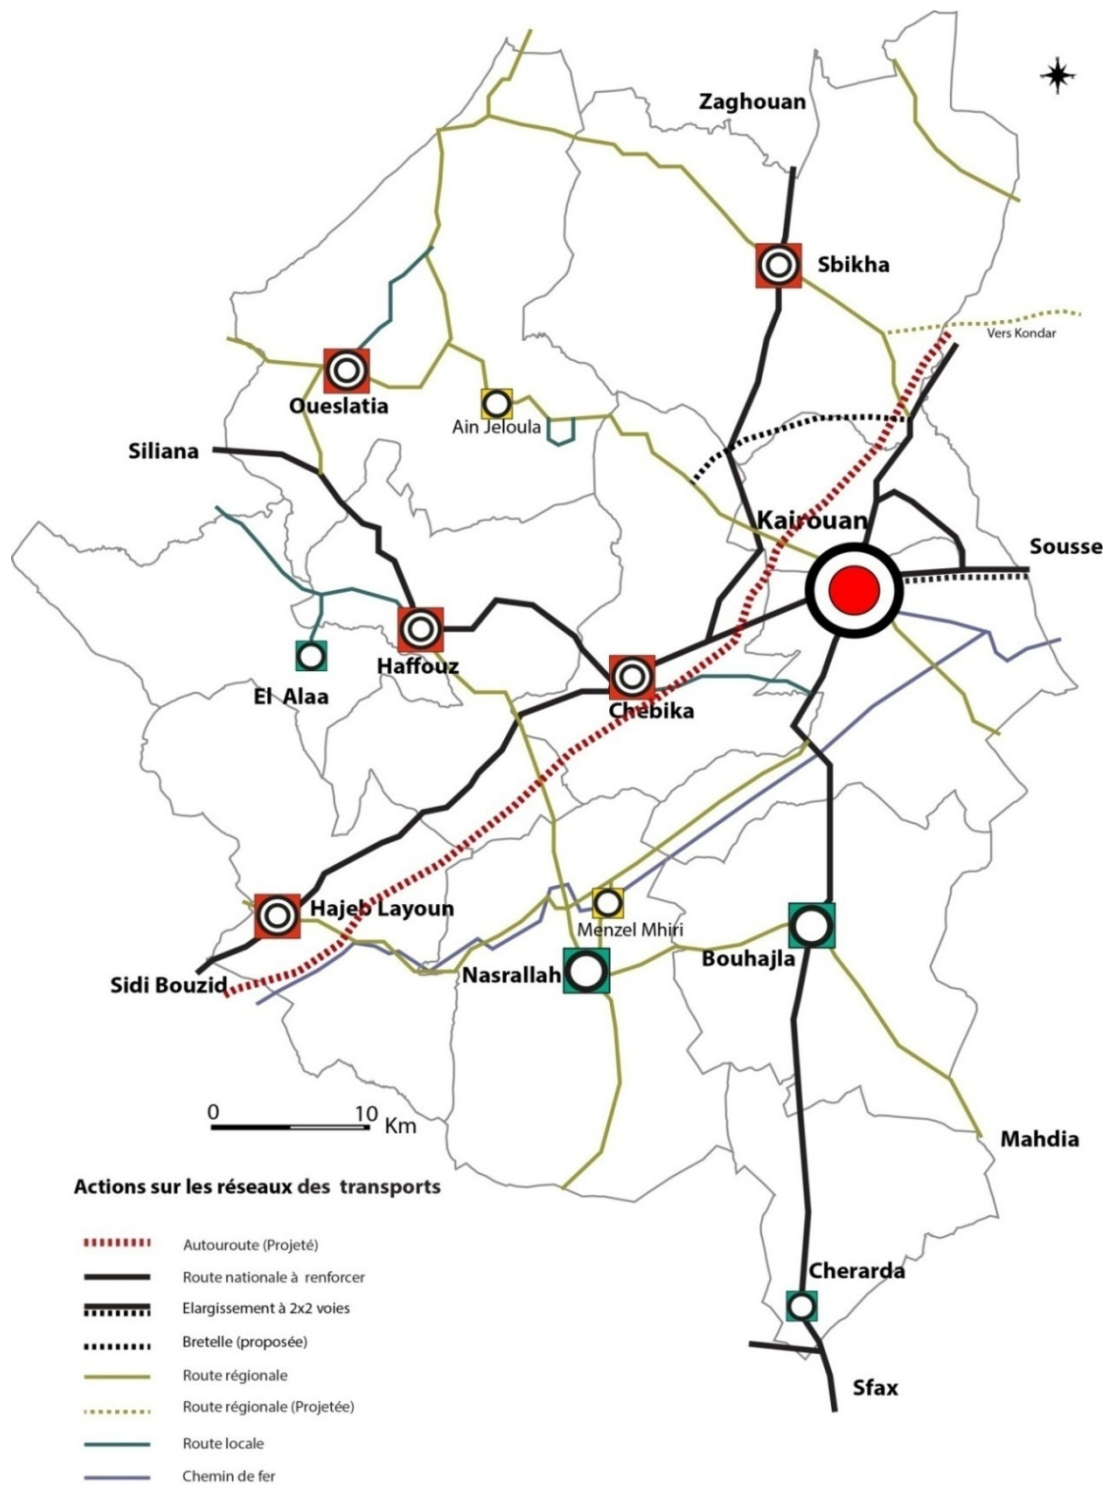 Zaghouan
Sbikha
Vers Kondar
Oueslatia
Ain Jeloula
Siliana
Kairouan
Sousse
Haffouz
El Alaa
Chebika
Hajeb Layoun
Menzel Mhiri
Bouhajla
Nasrallah
Sidi Bouzid
0 10 Km
Mahdia
Actions sur les réseaux des transports
Autouroute (Projeté)
Cherarda
Route nationale à renforcer
Elargissement à 2x2 voies
Bretelle (proposée)
Route régionale
Sfax
Route régionale (Projetée)
Route locale
Chemin de fer